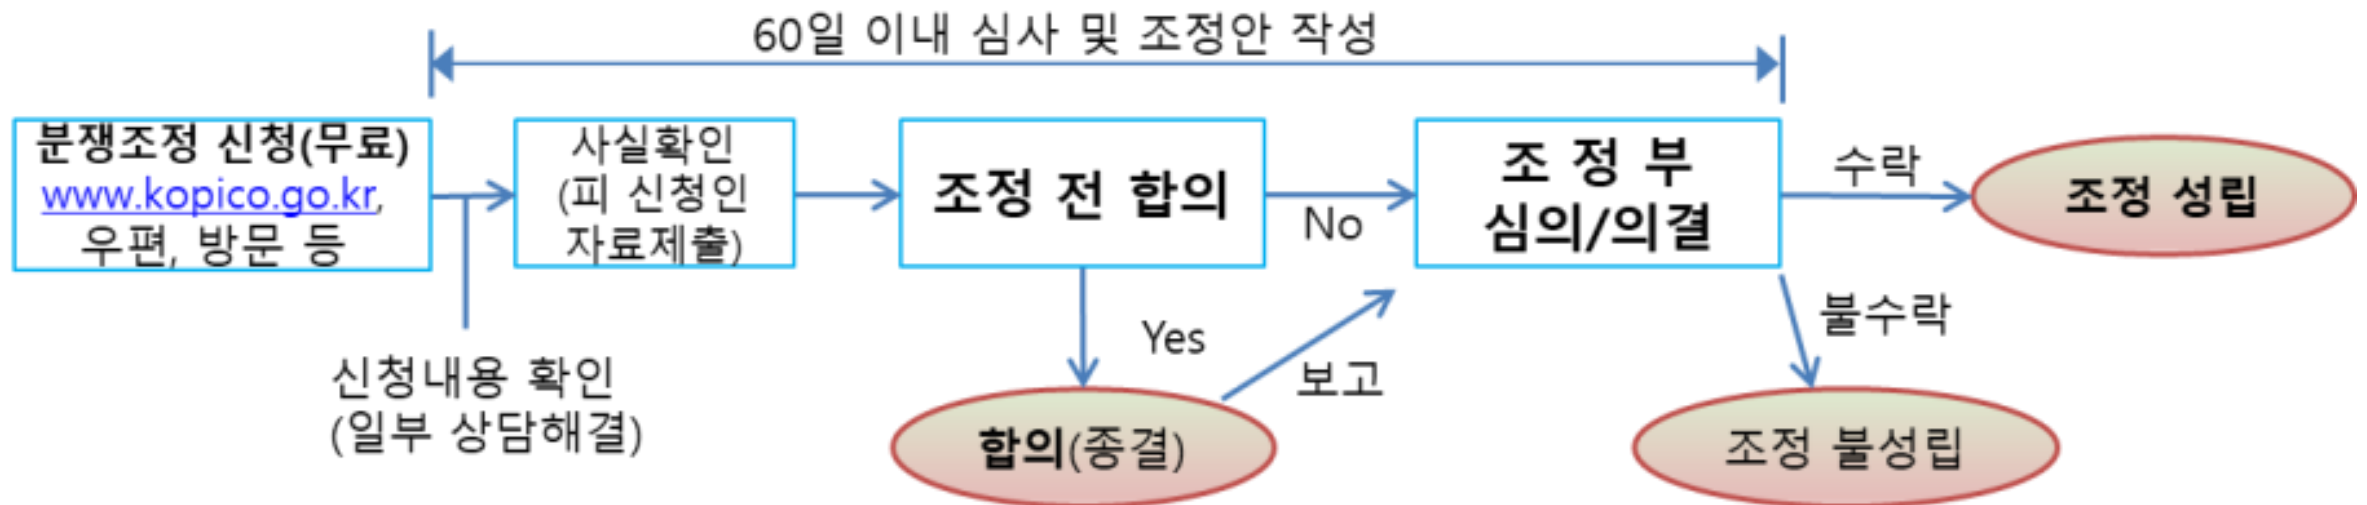 60일 이내 심사 및 조정안 작성
분쟁조정 신청(무료)
www.kopico.go.kr,
우편, 방문 등
사실확인
(피 신청인
자료제출)
조정 전 합의
No
조 정 부
심의/의결
수락
조정 성립
불수락
Yes
보고
신청내용 확인
(일부 상담해결)
합의(종결)
조정 불성립